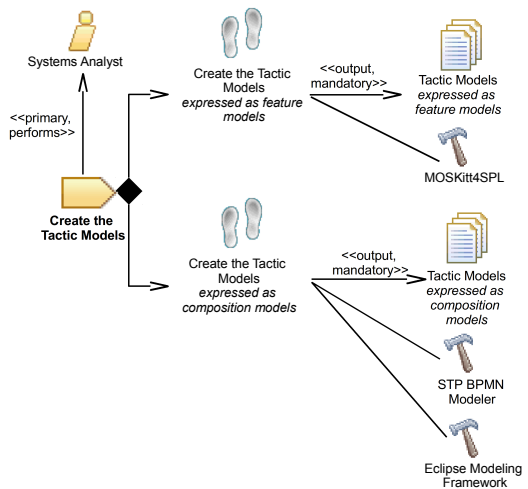 Systems Analyst
<<primary,
performs>>
Create the
Tactic Models
Create the Tactic
Models
expressed as feature
models
<<output,
mandatory>>
Tactic Models
expressed as
feature models
MOSKitt4SPL
Create the Tactic
Models
expressed as
composition models
<<output,
mandatory>>
Tactic Models
expressed as
composition
models
STP BPMN
Modeler
Eclipse Modeling
Framework